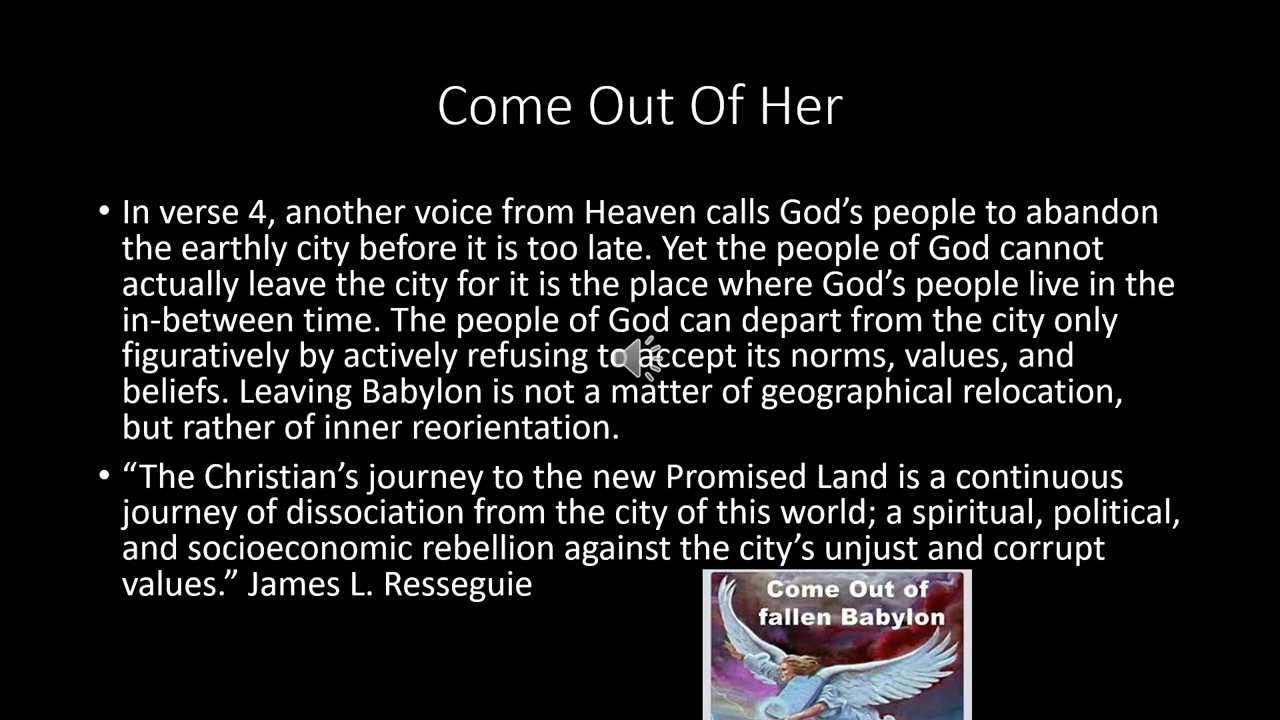 Come Out Of Her
• In verse 4, another voice from Heaven calls God’s people to abandon
the earthly city before it is too late. Yet the people of God cannot
actually leave the city for it is the place where God’s people live in the
in-between time. The people of God can depart from the city only
figuratively by actively refusing to accept its norms, values, and
beliefs. Leaving Babylon is not a matter of geographical relocation,
but rather of inner reorientation.
• “The Christian’s journey to the new Promised Land is a continuous
journey of dissociation from the city of this world; a spiritual, political,
and socioeconomic rebellion against the city’s unjust and corrupt
values.” James L. Resseguie
Come Out of
fallen Babylon